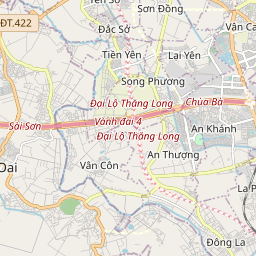 ĐT.422
Yên Sơ
Sơn Đồng
Đắc Sở
Vân Ca
Tiền Yên
Lại Yên
Song Phương
Đại Lộ Thăng Long
Chùa Bà
Sài Sơn
Vành đai 4
An Khánh
Đại Lộ Thăng Long
An Thượng
Vân Côn
Oai
La P
Đông La